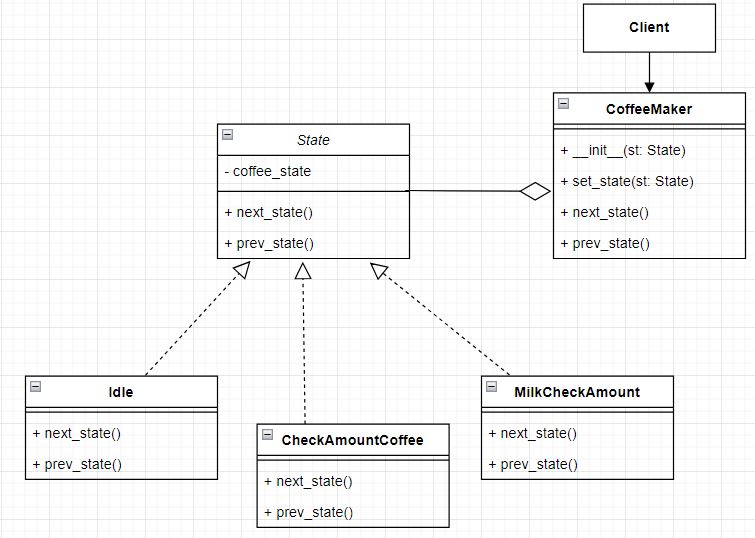 Client
CoffeeMaker
+ __init__(st: State)
+ set_state(st: State)
+ next_state()
+ prev_state()
State
- coffee_state
+ next_state()
+ prev_state()
Idle
+ next_state()
+ prev_state()
CheckAmountCoffee
+ next_state()
+ prev_state()
MilkCheckAmount
+ next_state()
+ prev_state()